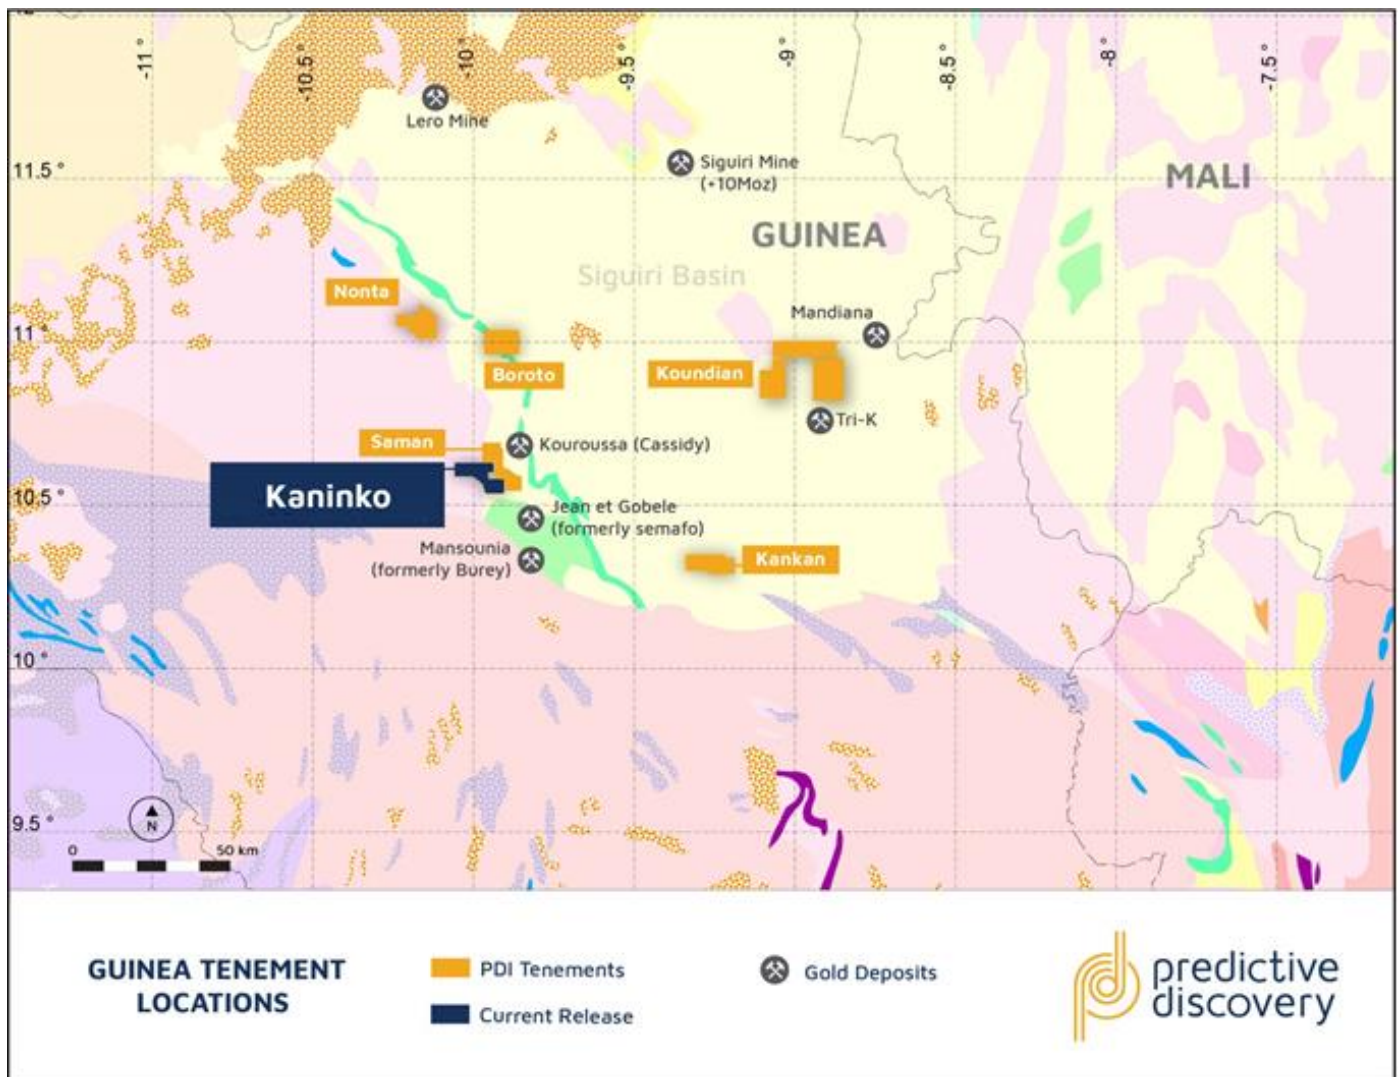 -11°
-10.5°
-10°
-9.5°
-9°
-8.5°
-8°
-7.5°
Lero Mine
11.5°
Siguiri Mine
(+10Moz)
MALI
GUINEA
Siguiri Basin
Nonta
Mandiana
11°
Boroto
Koundian
Tri-K
Saman
Kouroussa (Cassidy)
Kaninko
10.5°
Jean et Gobele
(formerly semafo)
Mansounia
(formerly Burey)
Kankan
10°
9.5°
N
0 50 km
GUINEA TENEMENT
LOCATIONS
PDI Tenements
Current Release
Gold Deposits
predictive
discovery